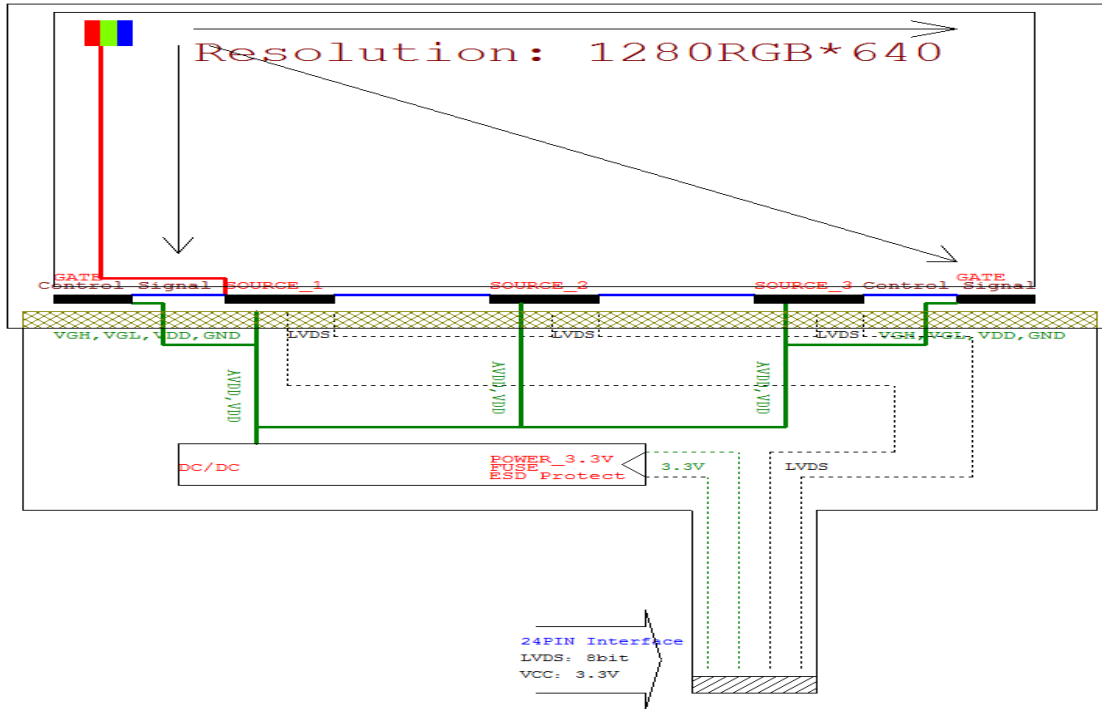 Resolution: 1280RGB*640
GATE
GATE
Control Signal
SOURCE_1
SOURCE_2
SOURCE_3
Control Signal
VGH,VGL,VDD,GND
LVDS
LVDS
LVDS
VGH,VGL,VDD,GND
AVDD,VDD
AVDD,VDD
AVDD,VDD
DC/DC
POWER_3.3V
FUSE
ESD Protect
3.3V
LVDS
24PIN Interface
LVDS: 8bit
VCC: 3.3V